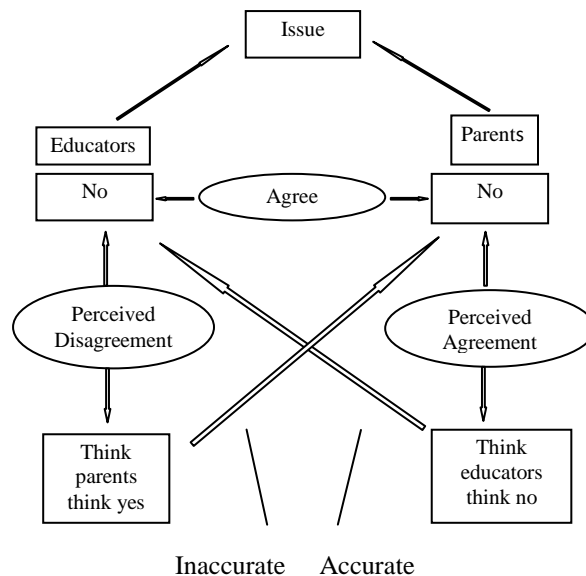 Issue
Educators
Parents
No
Agree
No
Perceived
Disagreement
Perceived
Agreement
Think
parents
think yes
Think
educators
think no
Inaccurate
Accurate